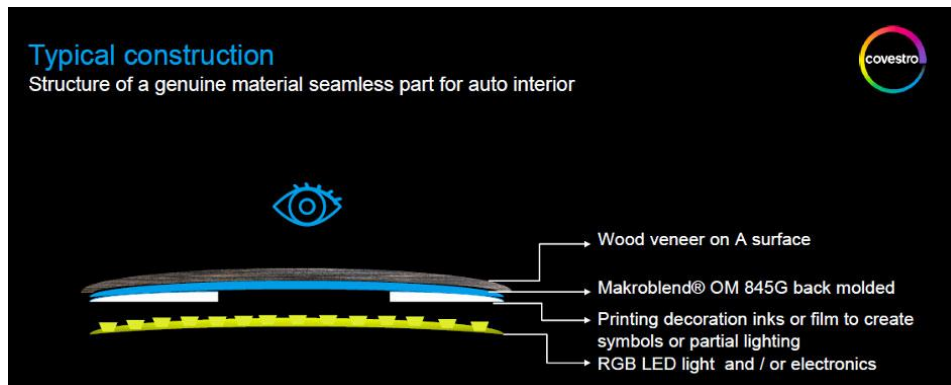 Typical construction
Structure of a genuine material seamless part for auto interior
covestro
Wood veneer on A surface
Makroblend® OM 845G back molded
Printing decoration inks or film to create
symbols or partial lighting
RGB LED light and / or electronics